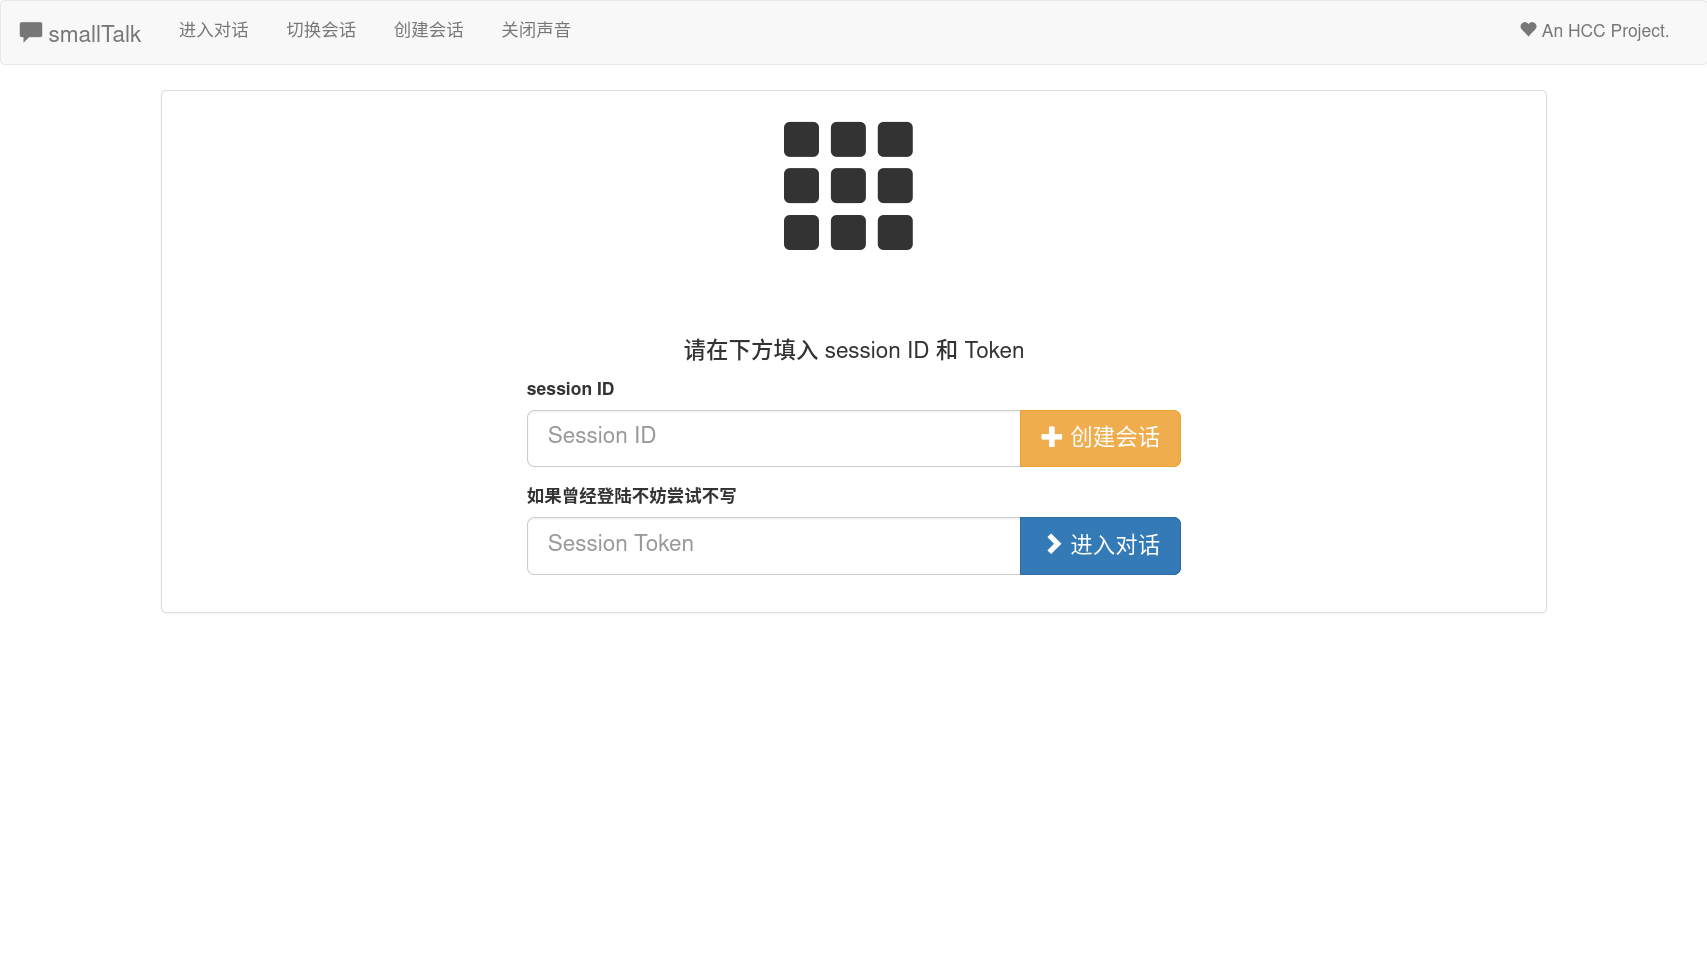 smallTalk 进入对话 切换会话 创建会话 关闭声音 An HCC Project.
请在下方填入 session ID 和 Token
session ID
Session ID 创建会话
如果曾经登陆不妨尝试不写
Session Token 进入对话